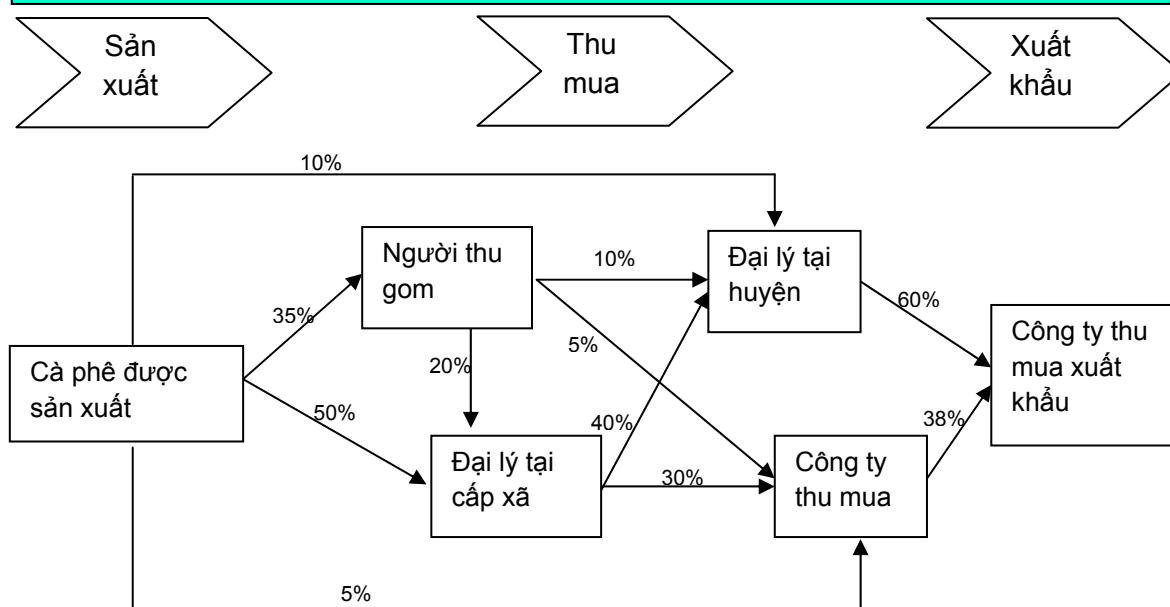 Sản
xuất
Thu
mua
Xuất
khẩu
10%
Người thu
gom
10%
Đại lý tại
huyện
60%
35%
5%
Công ty thu
mua xuất
khẩu
Cà phê được
sản xuất
20%
50%
40%
38%
Đại lý tại
cấp xã
30%
Công ty
thu mua
5%